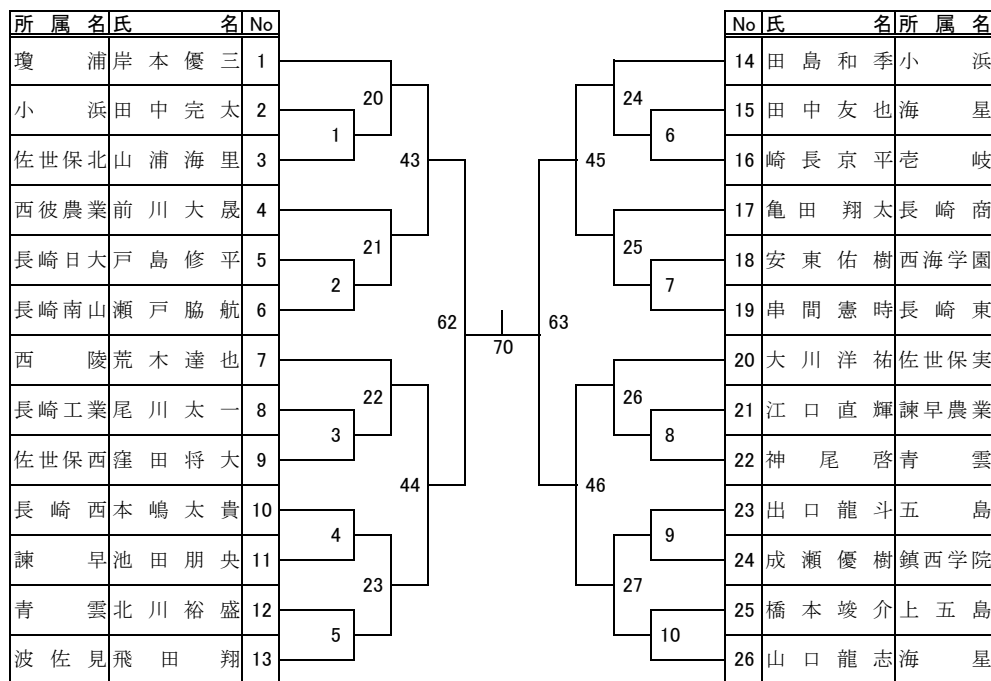 所属名 氏名 No
瓊浦 岸本優三 1
小浜 田中完太 2
佐世保北 山浦海里 3
西彼農業 前川大晟 4
長崎日大 戸島修平 5
長崎南山 瀬戸脇航 6
西陵 荒木達也 7
長崎工業 尾川太一 8
佐世保西 窪田将大 9
長崎西 本嶋太貴 10
諫早 池田朋央 11
青雲 北川裕盛 12
波佐見 飛田翔 13
20
1
43
21
2
62
22
3
44
4
23
5
70
63
45
24
6
25
7
26
8
46
9
27
10
No 氏名 所属名
14 田島和季 小浜
15 田中友也 海星
16 崎長京平 壱岐
17 亀田翔太 長崎商
18 安東佑樹 西海学園
19 串間憲時 長崎東
20 大川洋祐 佐世保実
21 江口直輝 諫早農業
22 神尾啓 青雲
23 出口龍斗 五島
24 成瀬優樹 鎮西学院
25 橋本竣介 上五島
26 山口龍志 海星